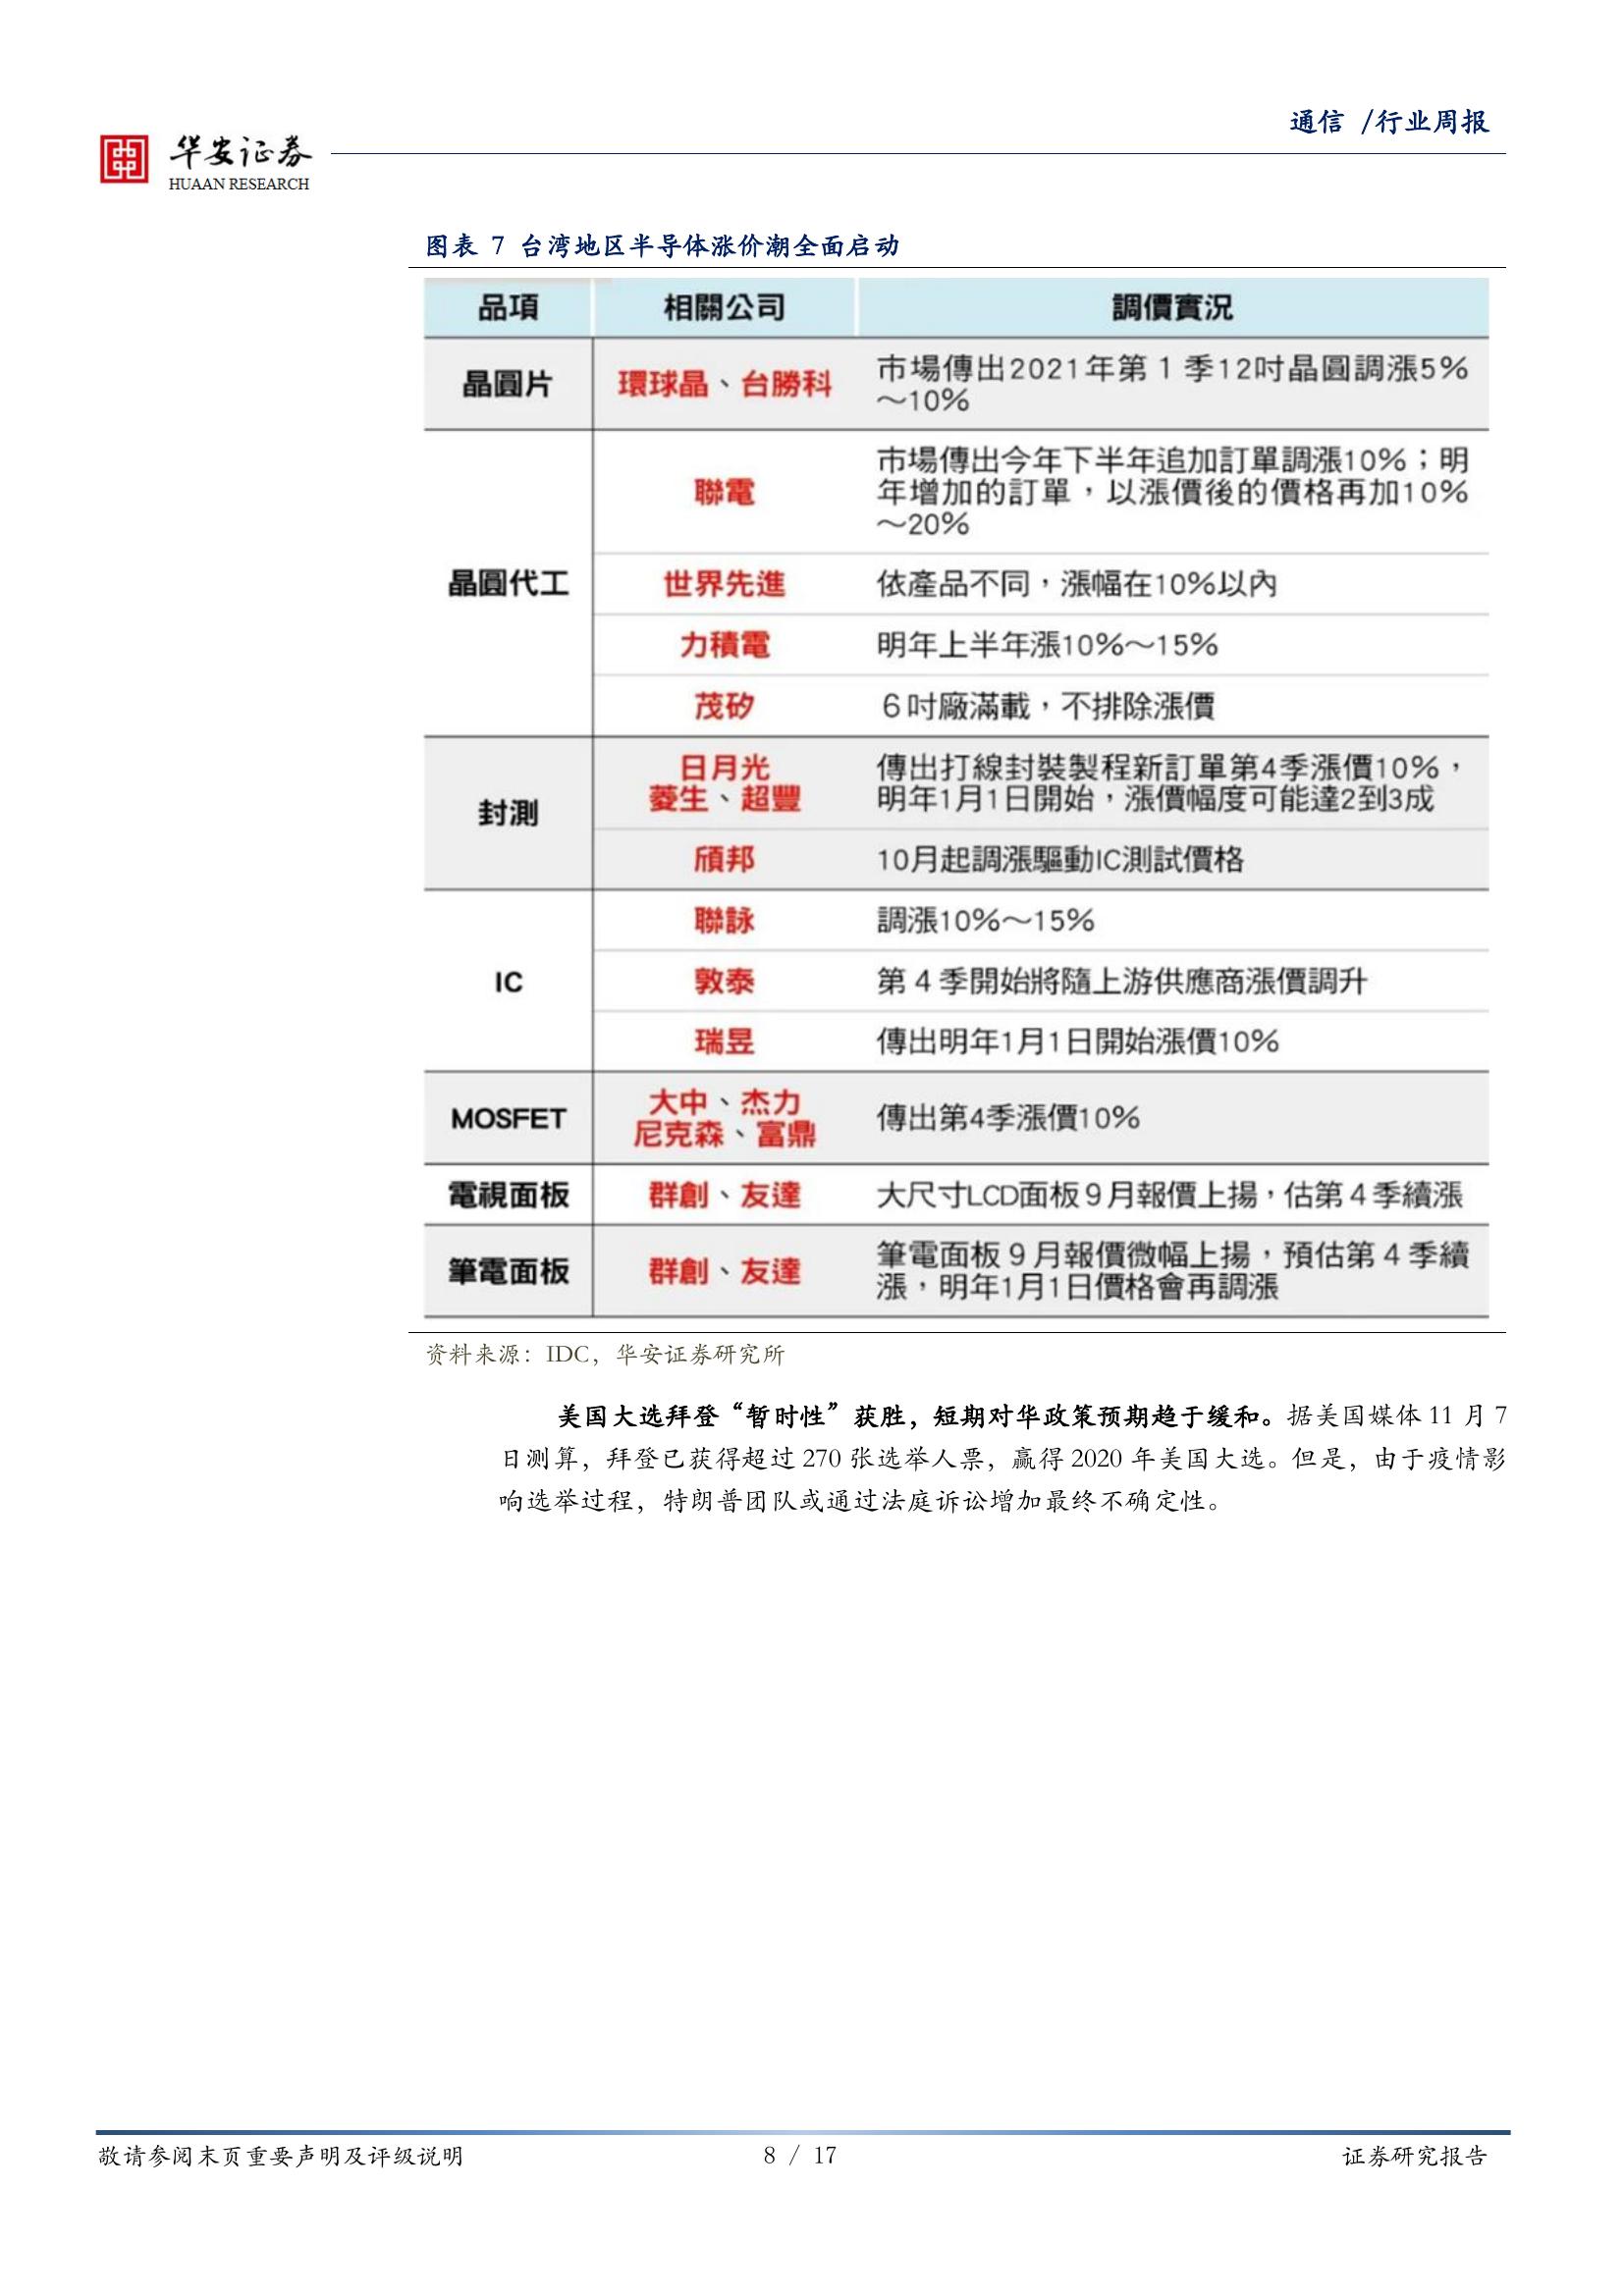 通信 /行业周报
华安证券
HUAAN RESEARCH
图表 7 台湾地区半导体涨价潮全面启动
品項 相關公司 調價實況
晶圓片 環球晶、台勝科 市場傳出2021年第 1 季12吋晶圓調漲5%
～10%
晶圓代工
聯電 市場傳出今年下半年追加訂單調漲10%；明
年增加的訂單，以漲價後的價格再加10%
～20%
世界先進 依產品不同，漲幅在10%以內
力積電 明年上半年漲10%～15%
茂矽 6吋廠滿載，不排除漲價
封測
日月光
菱生、超豐
傳出打線封裝製程新訂單第4季漲價10%，
明年1月1日開始，漲價幅度可能達2到3成
頎邦 10月起調漲驅動IC測試價格
IC
聯詠 調漲10%～15%
敦泰 第 4 季開始將隨上游供應商漲價調升
瑞昱 傳出明年1月1日開始漲價10%
MOSFET
大中、杰力
尼克森、富鼎
傳出第4季漲價10%
電視面板 群創、友達 大尺寸LCD面板9月報價上揚，估第 4 季續漲
筆電面板 群創、友達 筆電面板 9 月報價微幅上揚，預估第 4 季續
漲，明年1月1日價格會再調漲
资料来源：IDC，华安证券研究所
美国大选拜登“暂时性”获胜，短期对华政策预期趋于缓和。据美国媒体 11 月 7
日测算，拜登已获得超过 270 张选举人票，赢得 2020 年美国大选。但是，由于疫情影
响选举过程，特朗普团队或通过法庭诉讼增加最终不确定性。
敬请参阅末页重要声明及评级说明 8 / 17 证券研究报告